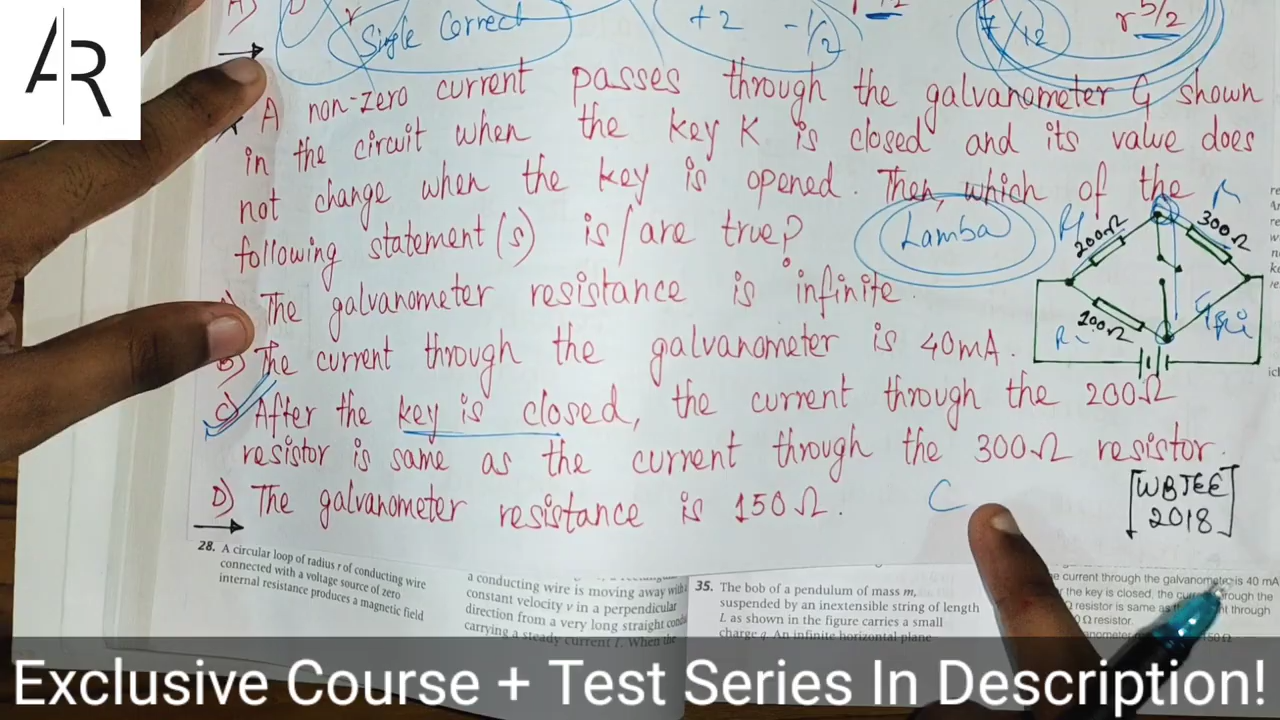 AR
Single Correct
+2 -1/2
7/12
r^5/2
A non-zero current passes through the galvanometer G shown
in the circuit when the key K is closed and its value does
not change when the key is opened. Then, which of the
following statement(s) is/are true?
Lamba
200Ω
300Ω
200Ω
A) The galvanometer resistance is infinite.
B) The current through the galvanometer is 40mA.
C) After the key is closed, the current through the 200Ω
resistor is same as the current through the 300Ω resistor.
D) The galvanometer resistance is 150Ω.
C
[WBJEE
2018]
28. A circular loop of radius r of conducting wire
connected with a voltage source of zero
internal resistance produces a magnetic field
a conducting wire is moving away with
constant velocity v in a perpendicular
direction from a very long straight
carrying a steady current I. When the
35. The bob of a pendulum of mass m,
suspended by an inextensible string of length
L as shown in the figure carries a small
charge q. An infinite horizontal plane
current through the galvanometer is 40 mA
the key is closed, the through the
resistor is same as through
Ω resistor.
Exclusive Course + Test Series In Description!